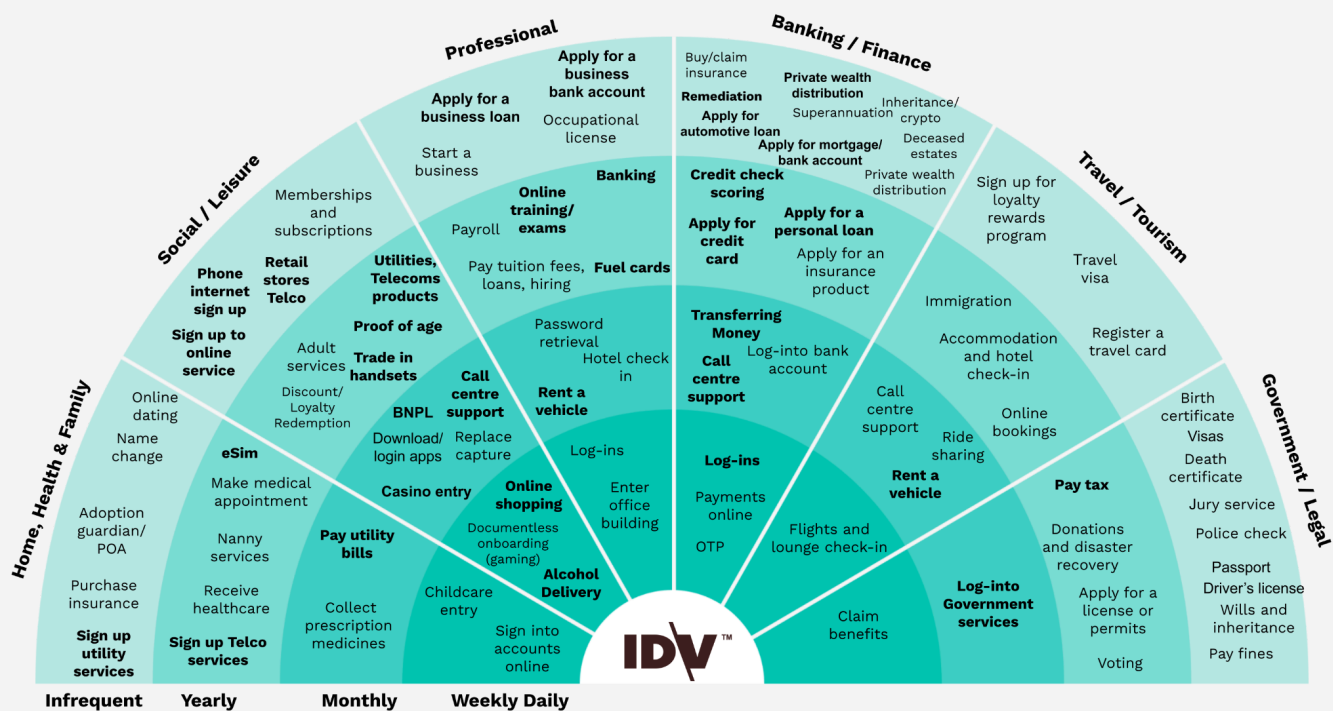 Home, Health & Family
Online
dating
Name
change
Adoption
guardian/
POA
Purchase
insurance
Sign up
utility
services
eSim
Make medical
appointment
Nanny
services
Receive
healthcare
Sign up Telco
services
Pay utility
bills
Collect
prescription
medicines
Childcare
entry
Sign into
accounts
online
Social / Leisure
Memberships
and
subscriptions
Phone
internet
sign up
Retail
stores
Telco
Sign up to
online
service
Utilities,
Telecoms
products
Proof of age
Adult
services
Trade in
handsets
Discount/
Loyalty
Redemption
Call
centre
support
BNPL
Download/
login apps
Replace
capture
Casino entry
Online
shopping
Documentless
onboarding
(gaming)
Alcohol
Delivery
Professional
Apply for a
business
bank account
Apply for a
business loan
Occupational
license
Start a
business
Banking
Online
training/
exams
Payroll
Pay tuition fees,
loans, hiring
Fuel cards
Password
retrieval
Hotel check
in
Rent a
vehicle
Log-ins
Enter
office
building
Banking / Finance
Buy/claim
insurance
Private wealth
distribution
Remediation
Inheritance/
crypto
Superannuation
Apply for
automotive loan
Deceased
estates
Apply for mortgage/
bank account
Private wealth
distribution
Credit check
scoring
Apply for a
personal loan
Apply for
credit
card
Apply for an
insurance
product
Transferring
Money
Log-into bank
account
Call
centre
support
Log-ins
Payments
online
OTP
Travel / Tourism
Sign up for
loyalty
rewards
program
Travel
visa
Register a
travel card
Immigration
Accommodation
and hotel
check-in
Online
bookings
Call
centre
support
Ride
sharing
Rent a
vehicle
Flights and
lounge check-in
Government / Legal
Birth
certificate
Visas
Death
certificate
Jury service
Police check
Passport
Driver's license
Wills and
inheritance
Pay fines
Pay tax
Donations
and disaster
recovery
Apply for a
license or
permits
Voting
Log-into
Government
services
Claim
benefits
IDV™
Infrequent
Yearly
Monthly
Weekly Daily